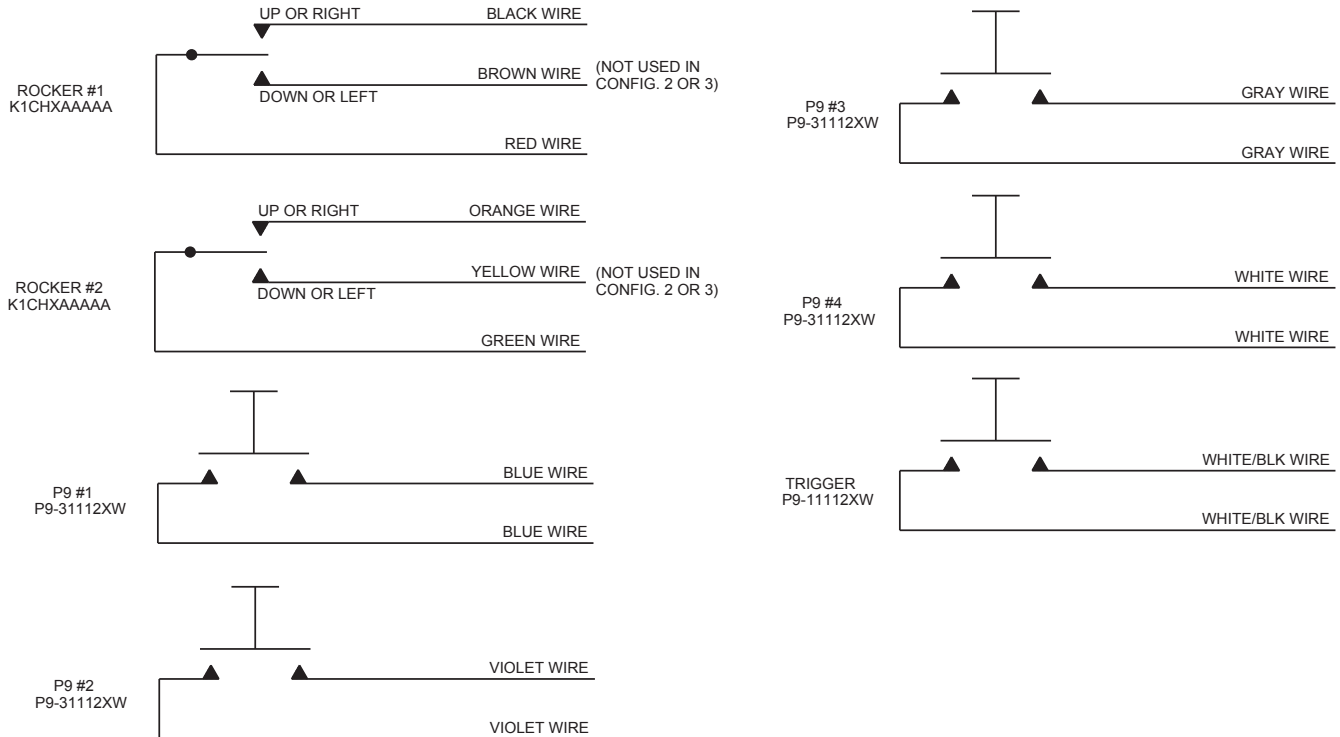 UP OR RIGHT
BLACK WIRE
BROWN WIRE
(NOT USED IN
CONFIG. 2 OR 3)
DOWN OR LEFT
ROCKER #1
K1CHXAAAAA
RED WIRE
UP OR RIGHT
ORANGE WIRE
YELLOW WIRE
(NOT USED IN
CONFIG. 2 OR 3)
DOWN OR LEFT
ROCKER #2
K1CHXAAAAA
GREEN WIRE
BLUE WIRE
P9 #1
P9-31112XW
BLUE WIRE
VIOLET WIRE
P9 #2
P9-31112XW
VIOLET WIRE
GRAY WIRE
P9 #3
P9-31112XW
GRAY WIRE
WHITE WIRE
P9 #4
P9-31112XW
WHITE WIRE
WHITE/BLK WIRE
TRIGGER
P9-11112XW
WHITE/BLK WIRE